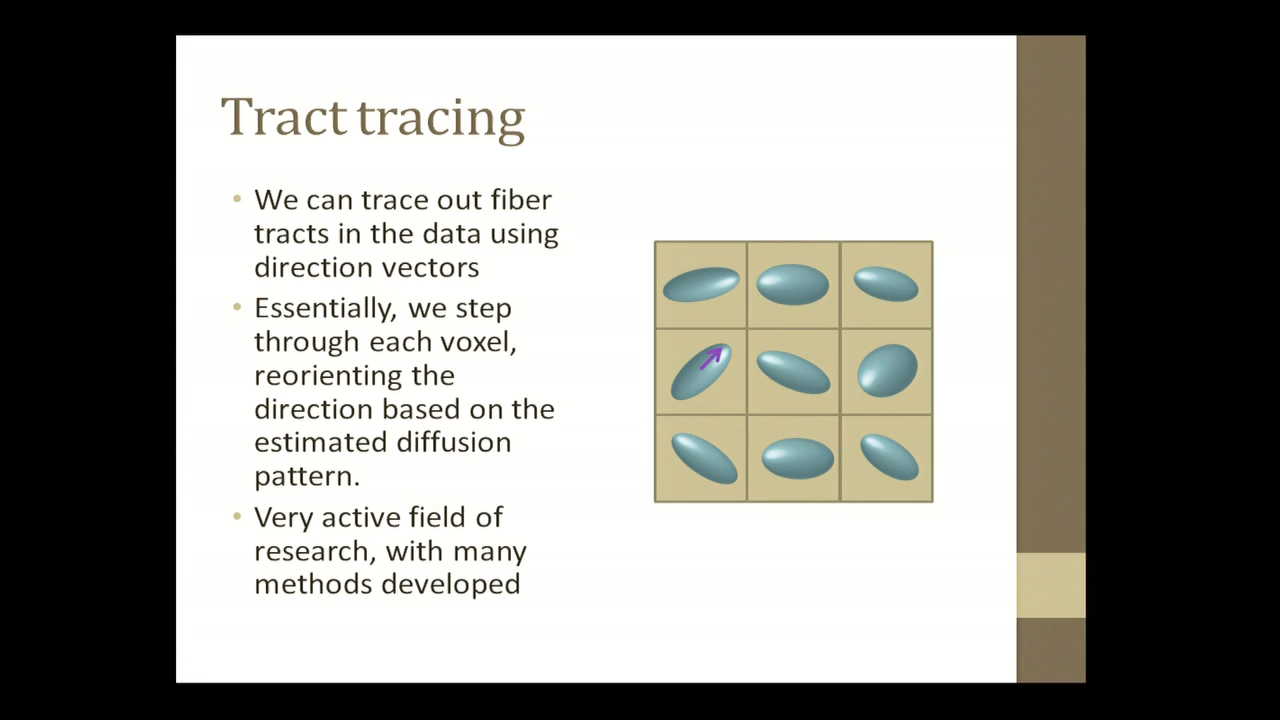 Tract tracing
• We can trace out fiber
tracts in the data using
direction vectors
• Essentially, we step
through each voxel,
reorienting the
direction based on the
estimated diffusion
pattern.
• Very active field of
research, with many
methods developed